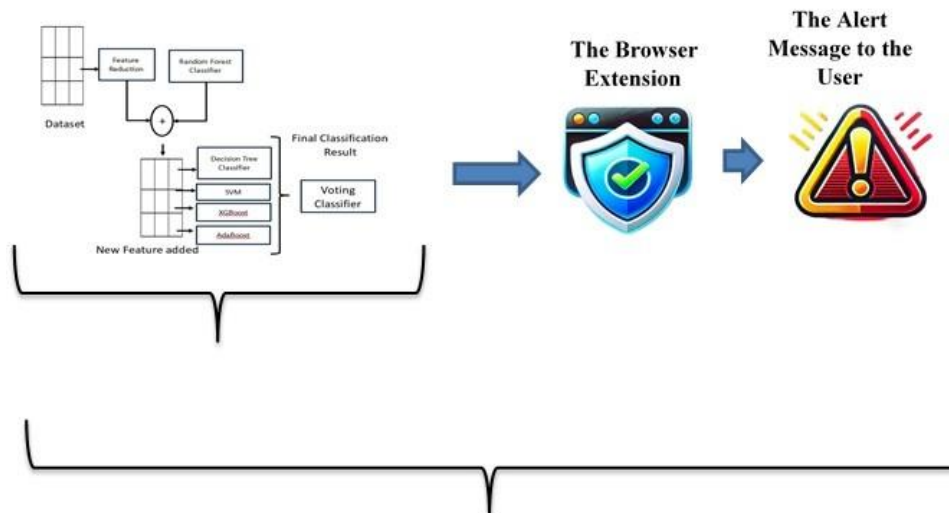 The Alert
Message to the
User
The Browser
Extension
Feature
Reduction
Random Forest
Classifier
Dataset
+
Final Classification
Result
Decision Tree
Classifier
SVM
XGBoost
AdaBoost
Voting
Classifier
New Feature added